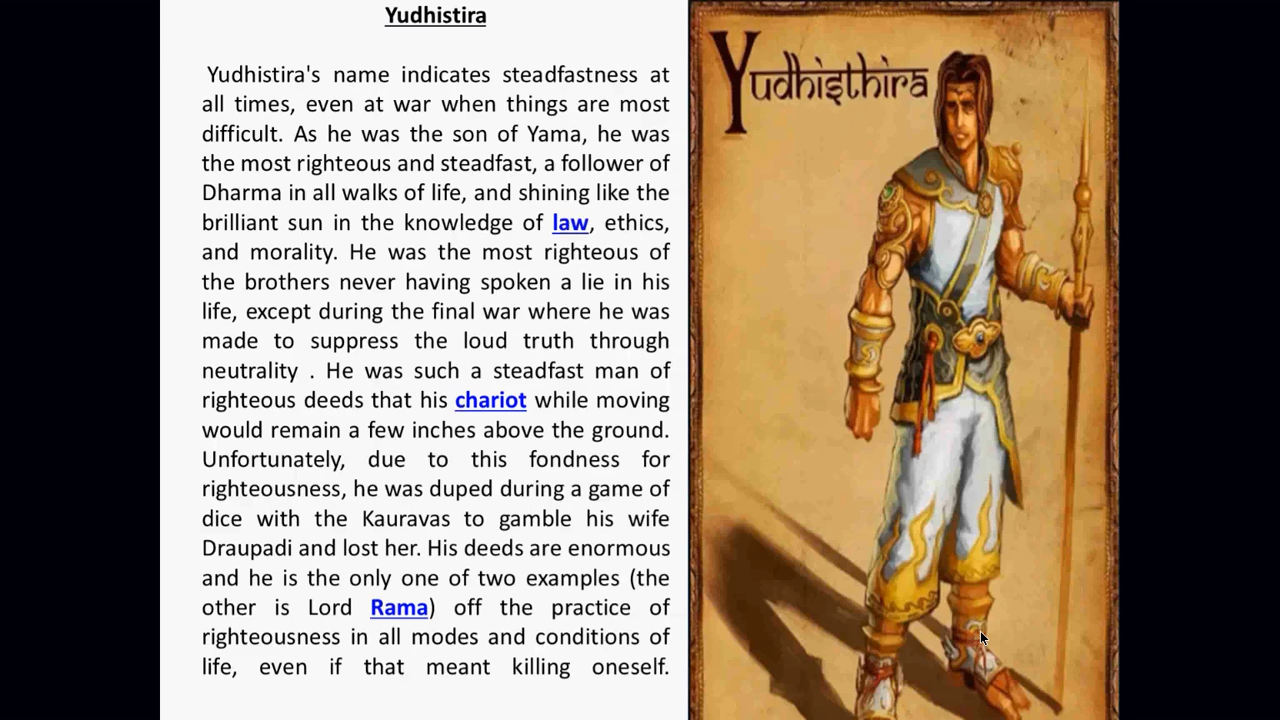 Yudhistira
Yudhistira's name indicates steadfastness at
all times, even at war when things are most
difficult. As he was the son of Yama, he was
the most righteous and steadfast, a follower of
Dharma in all walks of life, and shining like the
brilliant sun in the knowledge of law, ethics,
and morality. He was the most righteous of
the brothers never having spoken a lie in his
life, except during the final war where he was
made to suppress the loud truth through
neutrality . He was such a steadfast man of
righteous deeds that his chariot while moving
would remain a few inches above the ground.
Unfortunately, due to this fondness for
righteousness, he was duped during a game of
dice with the Kauravas to gamble his wife
Draupadi and lost her. His deeds are enormous
and he is the only one of two examples (the
other is Lord Rama) off the practice of
righteousness in all modes and conditions of
life, even if that meant killing oneself.
Yudhisthira